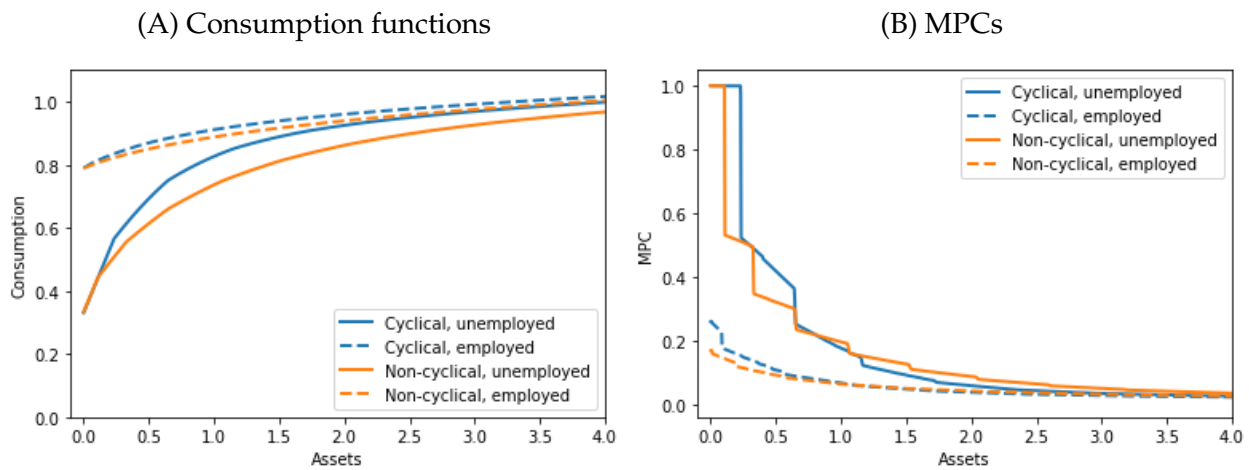 (A) Consumption functions
1.0
0.8
0.6
0.4
0.2
0.0
Consumption
0.0 0.5 1.0 1.5 2.0 2.5 3.0 3.5 4.0
Assets
Cyclical, unemployed
Cyclical, employed
Non-cyclical, unemployed
Non-cyclical, employed
(B) MPCs
1.0
0.8
0.6
0.4
0.2
0.0
MPC
0.0 0.5 1.0 1.5 2.0 2.5 3.0 3.5 4.0
Assets
Cyclical, unemployed
Cyclical, employed
Non-cyclical, unemployed
Non-cyclical, employed